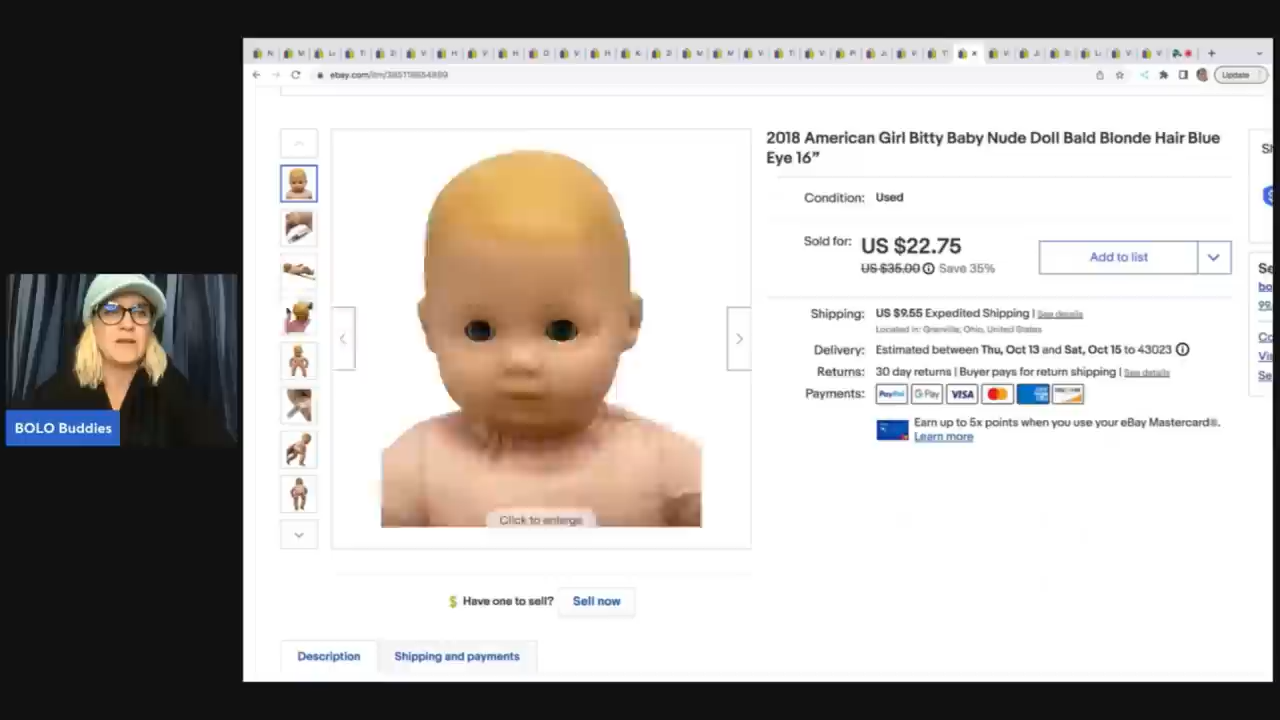 ebay.com/itm/385118654899
Update
2018 American Girl Bitty Baby Nude Doll Bald Blonde Hair Blue
Eye 16”
Condition: Used
Sold for: US $22.75
US $35.00 Save 35%
Add to list
Shipping: US $9.55 Expedited Shipping | See details
Located in: Granville, Ohio, United States
Delivery: Estimated between Thu, Oct 13 and Sat, Oct 15 to 43023
Returns: 30 day returns | Buyer pays for return shipping | See details
Payments: PayPal G Pay VISA
Earn up to 5x points when you use your eBay Mastercard®.
Learn more
BOLO Buddies
Click to enlarge
$ Have one to sell? Sell now
Description Shipping and payments